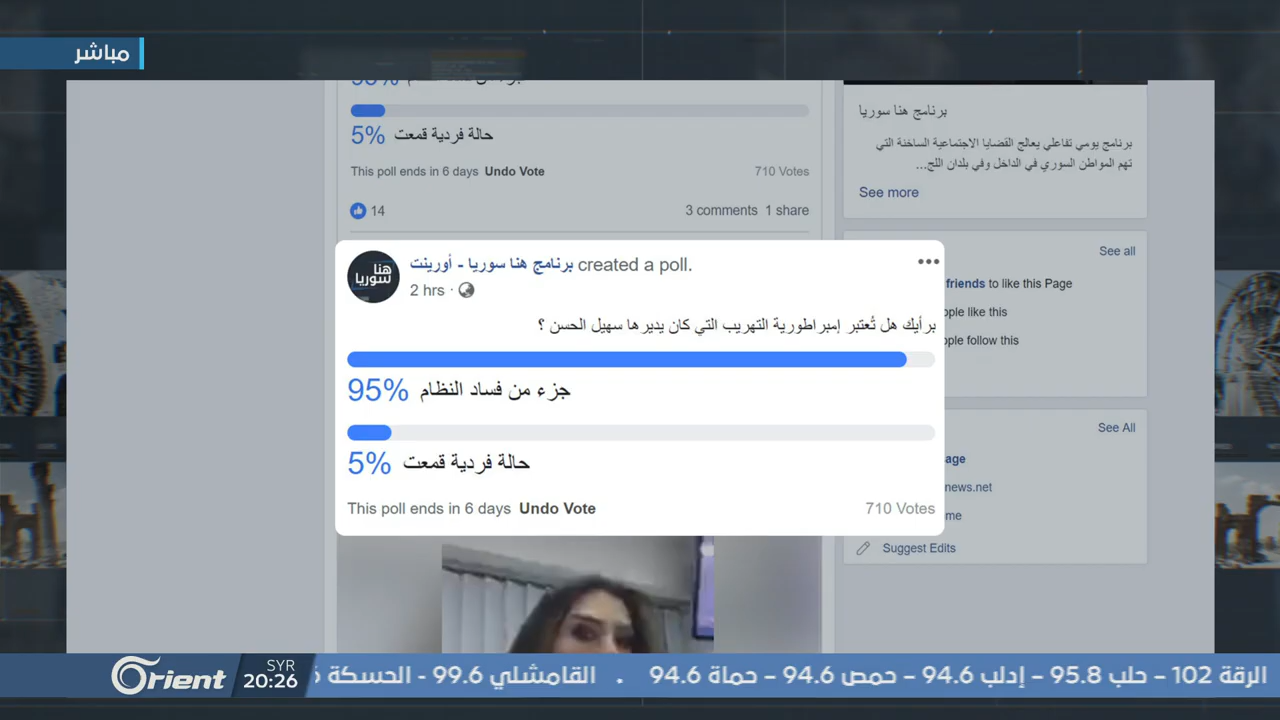 مباشر
حالة فردية قمعت 5%
This poll ends in 6 days Undo Vote
710 Votes
14
3 comments 1 share
برنامج هنا سوريا
برنامج يومي تفاعلي يعالج القضايا الاجتماعية الساخنة التي
تهم المواطن السوري في الداخل وفي بلدان اللج...
See more
See all
friends to like this Page
ople like this
ople follow this
See All
age
news.net
me
Suggest Edits
هنا
سوريا
برنامج هنا سوريا - أورينت created a poll.
2 hrs
برأيك هل تُعتبر إمبراطورية التهريب التي كان يديرها سهيل الحسن ؟
95% جزء من فساد النظام
5% حالة فردية قمعت
This poll ends in 6 days Undo Vote
710 Votes
Orient
SYR
20:26
الرقة 102 – حلب 95.8 – إدلب 94.6 – حمص 94.6 – حماة 94.6 . القامشلي 99.6 - الحسكة